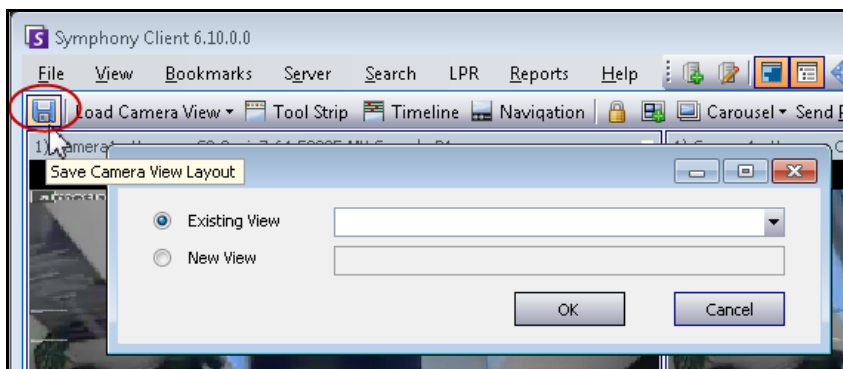 Symphony Client 6.10.0.0
File View Bookmarks Server Search LPR Reports Help
Load Camera View Tool Strip Timeline Navigation Carousel Send
Save Camera View Layout
Existing View
New View
OK Cancel